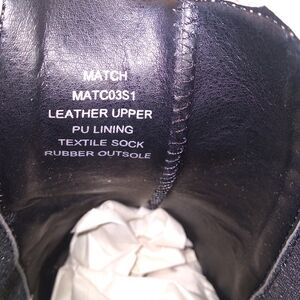 MATCH
MATC03S1
LEATHER UPPER
PU LINING
TEXTILE SOCK
RUBBER OUTSOLE